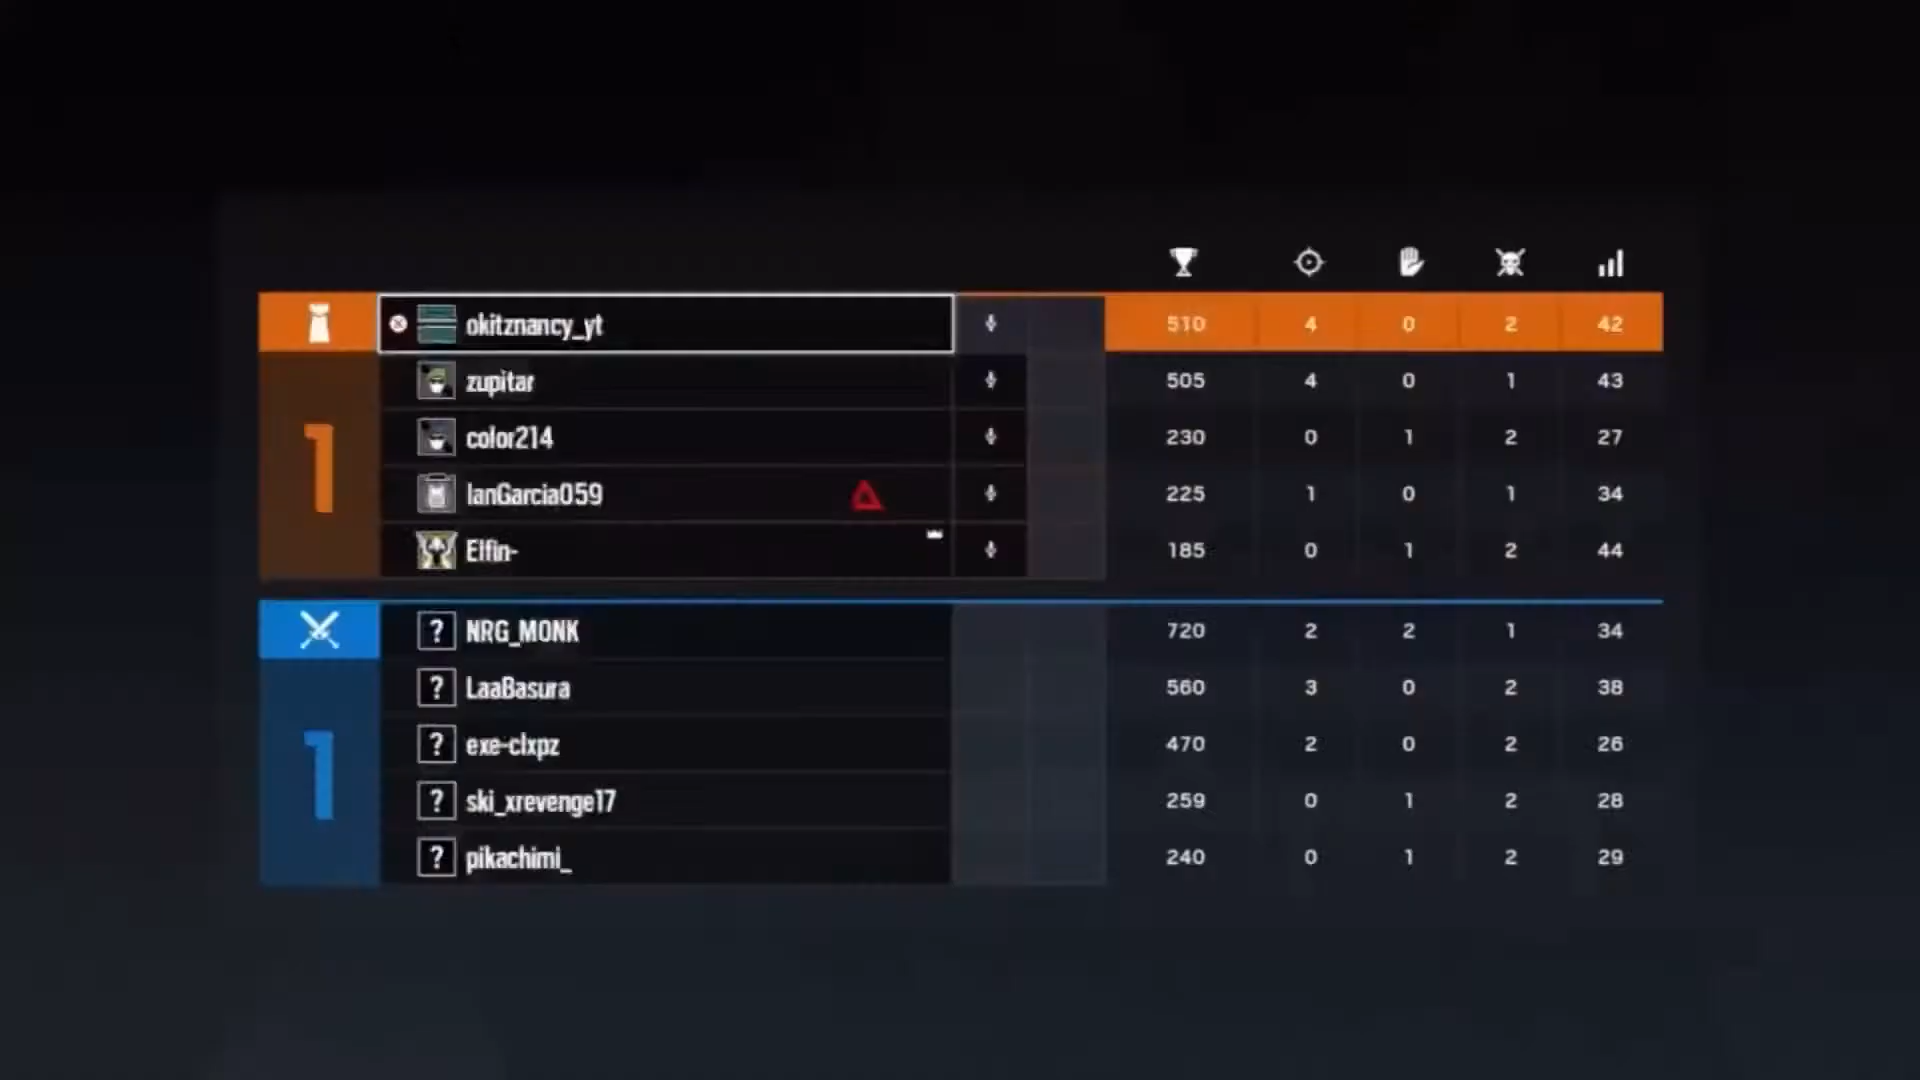 okitznancy_yt 510 4 0 2 42
zupitar 505 4 0 1 43
1
color214 230 0 1 2 27
IanGarcia059 225 1 0 1 34
Elfin- 185 0 1 2 44
? NRG_MONK 720 2 2 1 34
? LaaBasura 560 3 0 2 38
1
? exe-clxpz 470 2 0 2 26
? ski_xrevenge17 259 0 1 2 28
? pikachimi_ 240 0 1 2 29